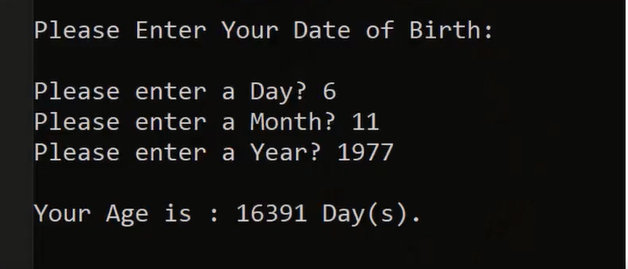 Please Enter Your Date of Birth:
Please enter a Day? 6
Please enter a Month? 11
Please enter a Year? 1977
Your Age is : 16391 Day(s).